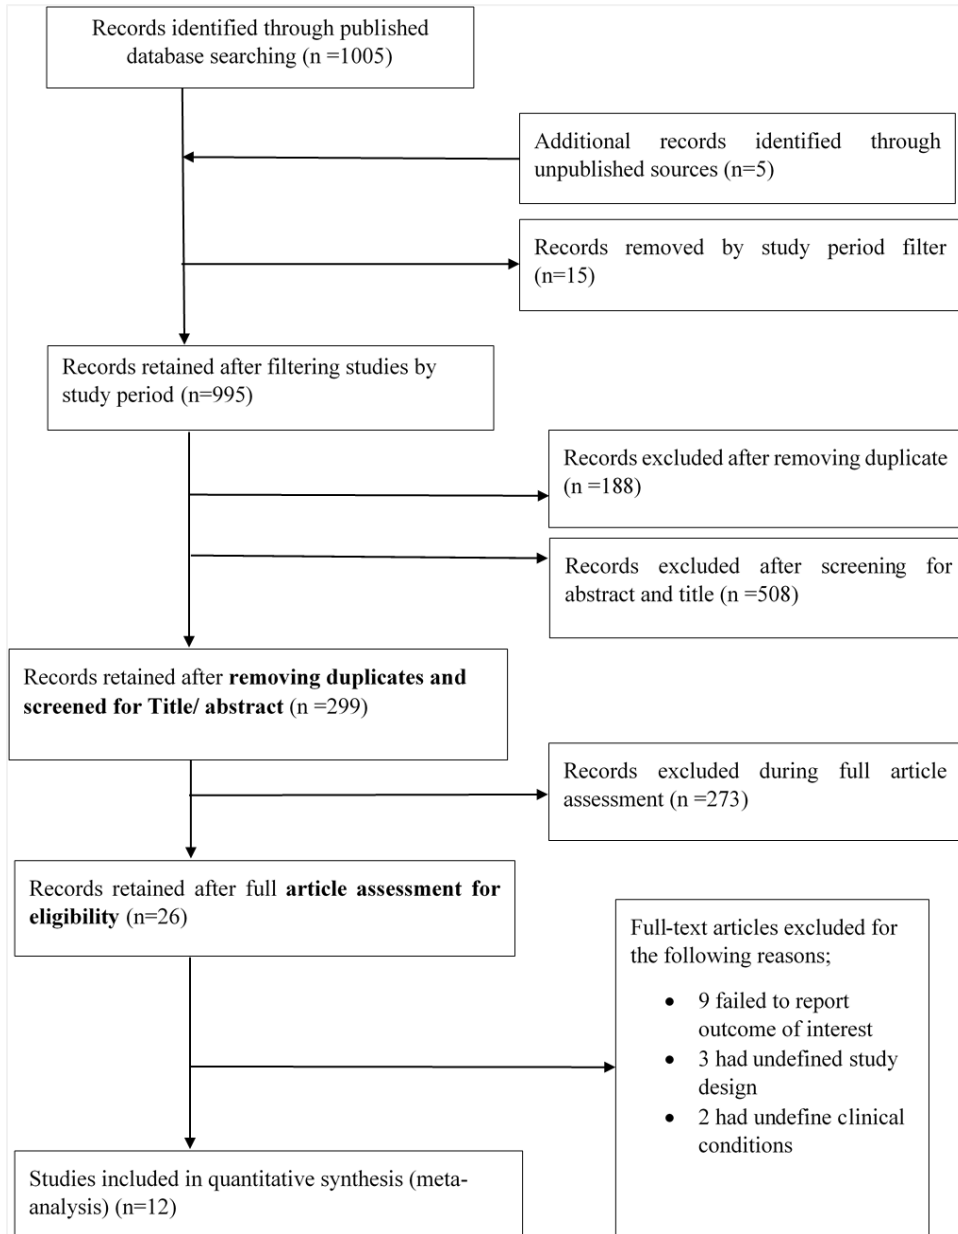 Records identified through published
database searching (n =1005)
Additional records identified through
unpublished sources (n=5)
Records removed by study period filter
(n=15)
Records retained after filtering studies by
study period (n=995)
Records excluded after removing duplicate
(n =188)
Records excluded after screening for
abstract and title (n =508)
Records retained after removing duplicates and
screened for Title/ abstract (n =299)
Records excluded during full article
assessment (n =273)
Records retained after full article assessment for
eligibility (n=26)
Full-text articles excluded for
the following reasons;
• 9 failed to report
outcome of interest
• 3 had undefined study
design
• 2 had undefine clinical
conditions
Studies included in quantitative synthesis (meta-
analysis) (n=12)